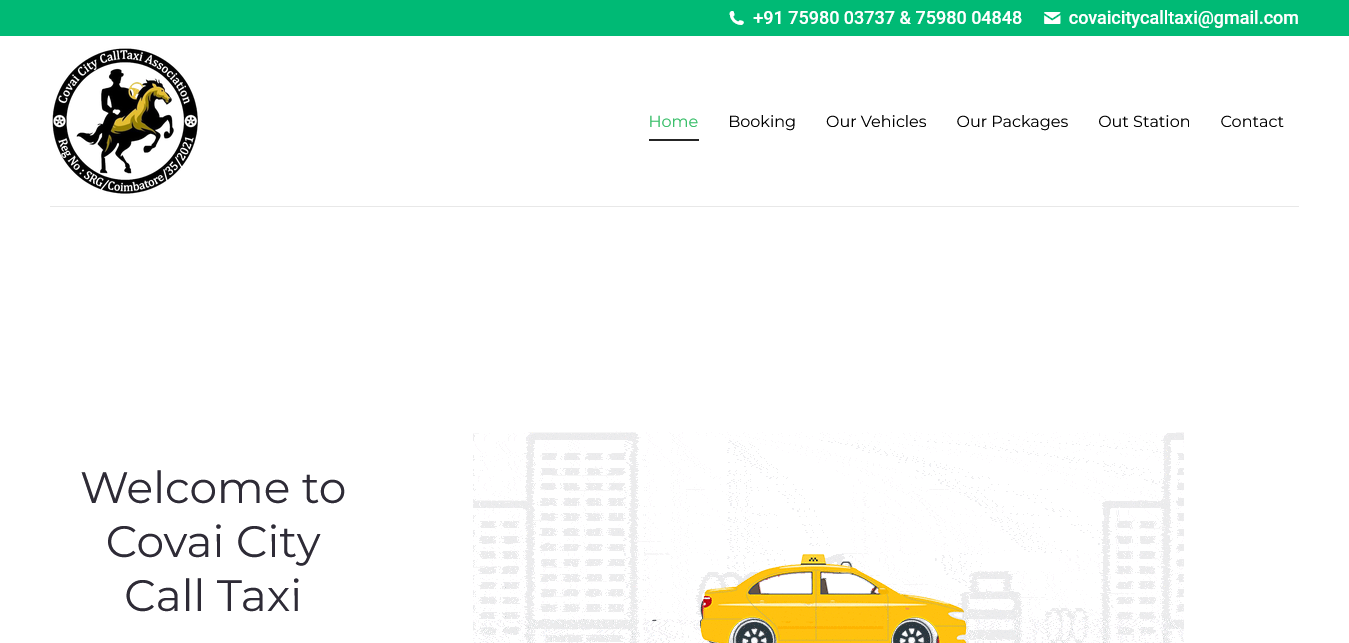 +91 75980 03737 & 75980 04848 covaicitycalltaxi@gmail.com
Covai City CallTaxi Association
Reg No : SRG/Coimbatore/35/2021
Home Booking Our Vehicles Our Packages Out Station Contact
Welcome to
Covai City
Call Taxi